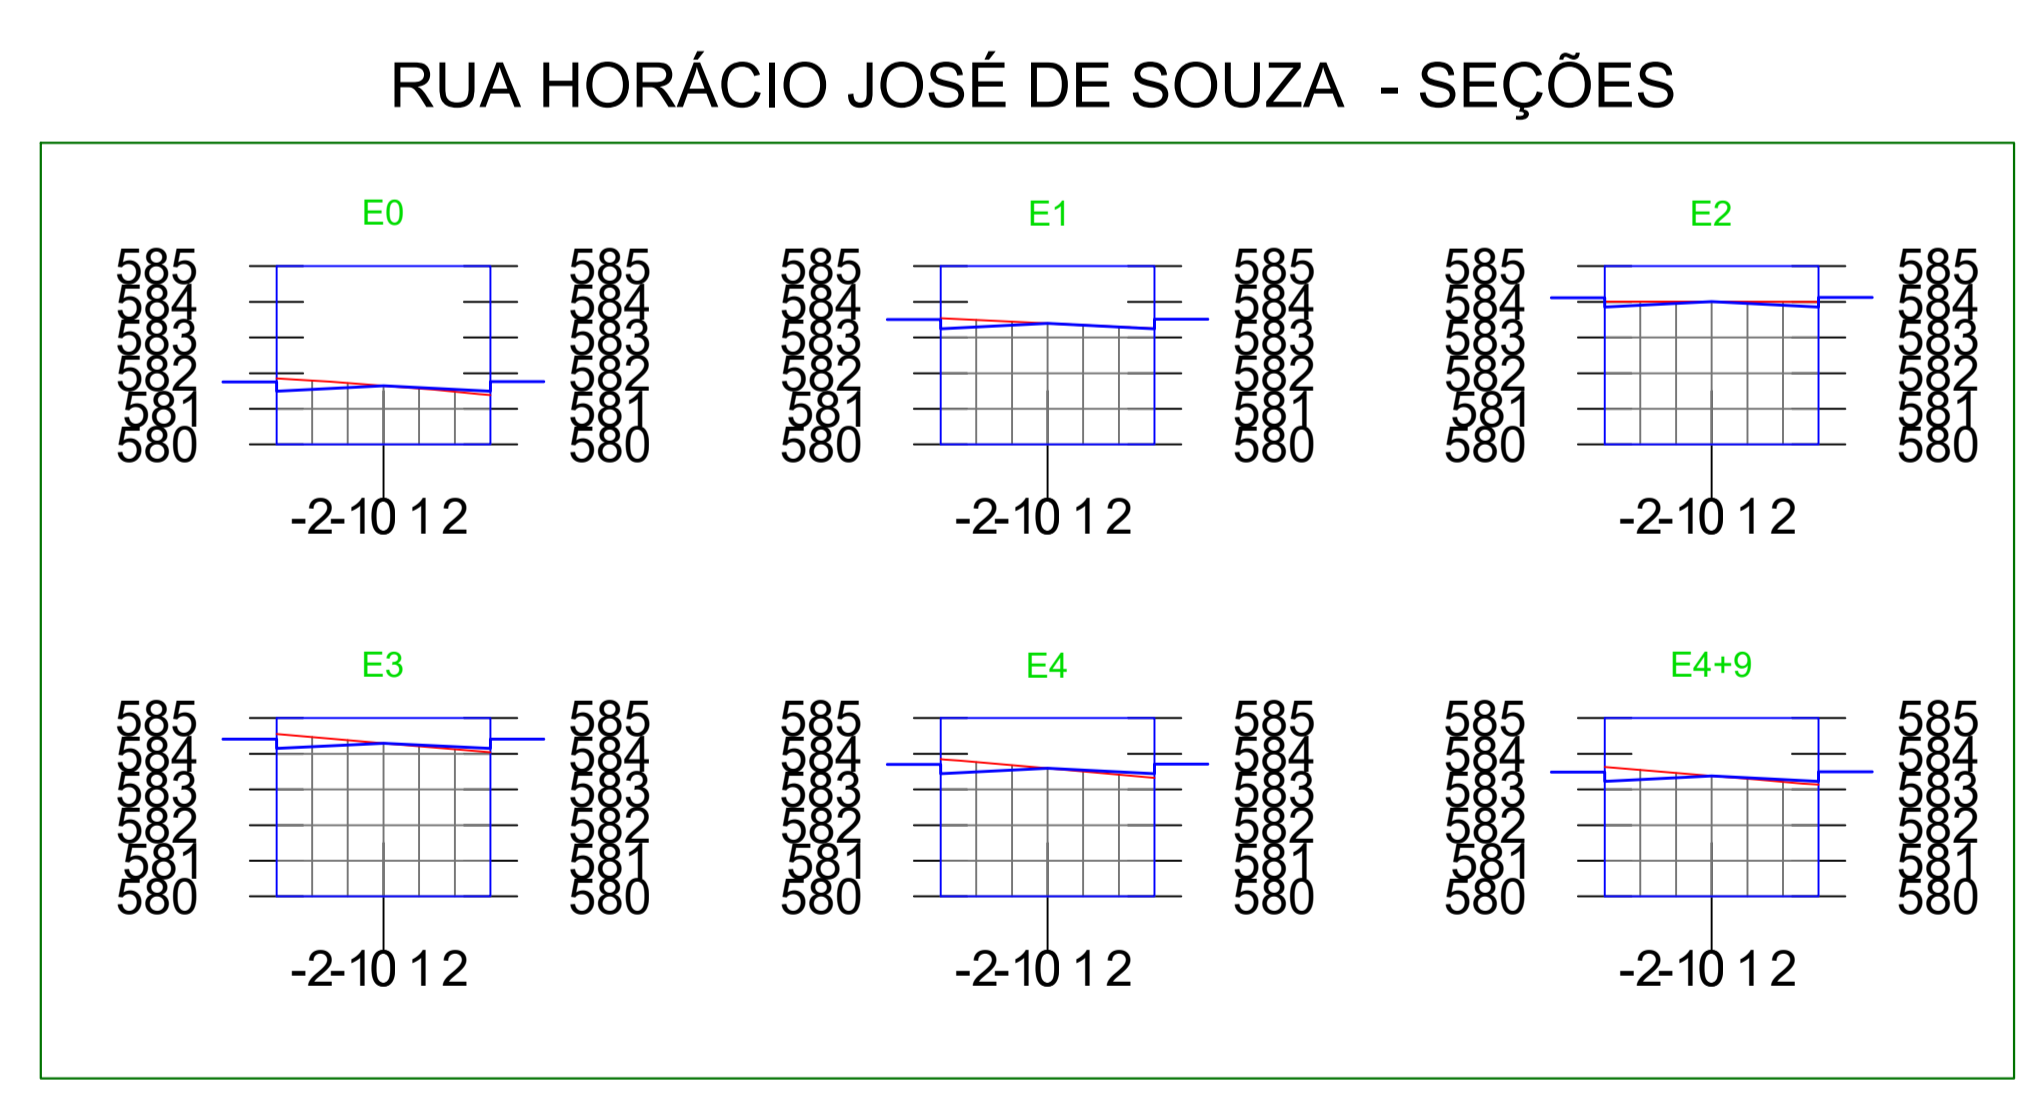 RUA HORÁCIO JOSÉ DE SOUZA - SEÇÕES
E0 E1 E2
585 585 585 585 585 585
584 584 584 584 584 584
583 583 583 583 583 583
582 582 582 582 582 582
581 581 581 581 581 581
580 580 580 580 580 580
-2-10 1 2 -2-10 1 2 -2-10 1 2
E3 E4 E4+9
585 585 585 585 585 585
584 584 584 584 584 584
583 583 583 583 583 583
582 582 582 582 582 582
581 581 581 581 581 581
580 580 580 580 580 580
-2-10 1 2 -2-10 1 2 -2-10 1 2